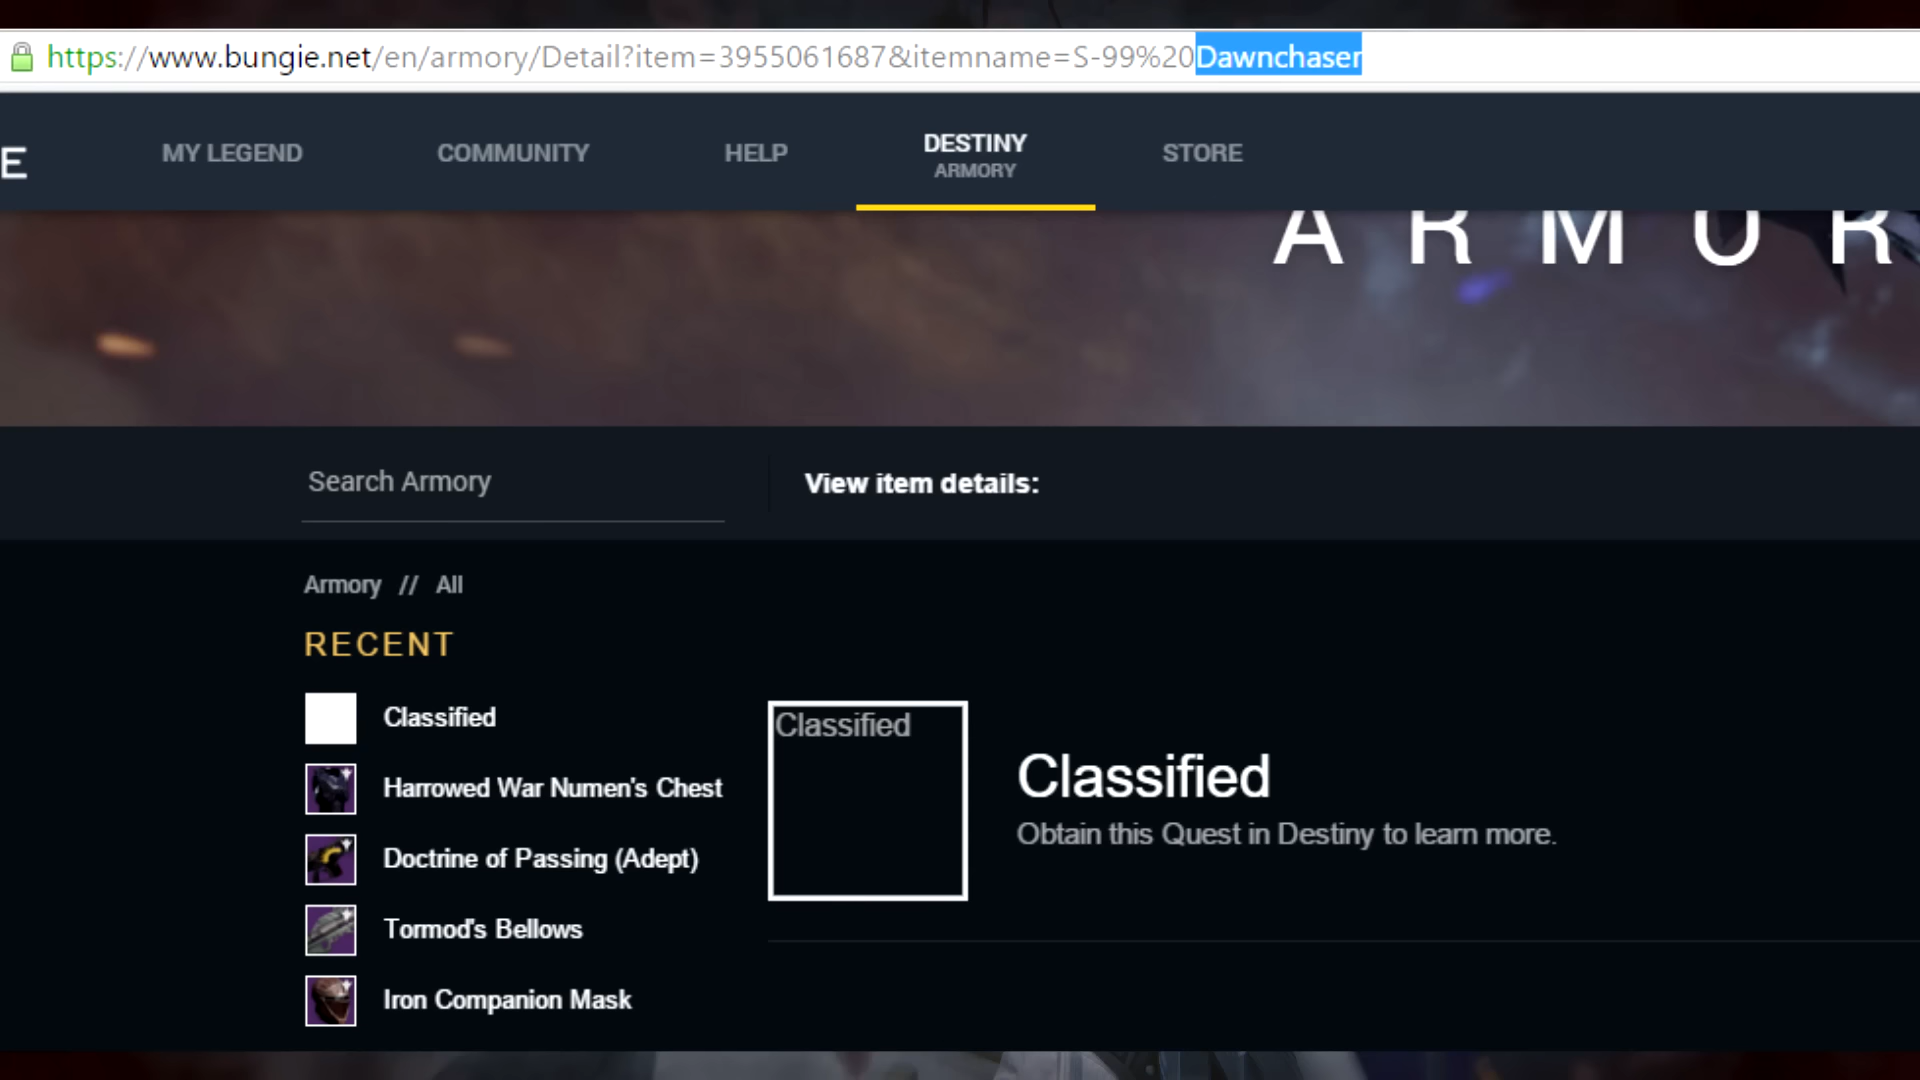 https://www.bungie.net/en/armory/Detail?item=3955061687&itemname=S-99%20Dawnchaser
E
MY LEGEND
COMMUNITY
HELP
DESTINY
ARMORY
STORE
ARMOR
Search Armory
View item details:
Armory // All
RECENT
Classified
Harrowed War Numen's Chest
Doctrine of Passing (Adept)
Tormod's Bellows
Iron Companion Mask
Classified
Classified
Obtain this Quest in Destiny to learn more.